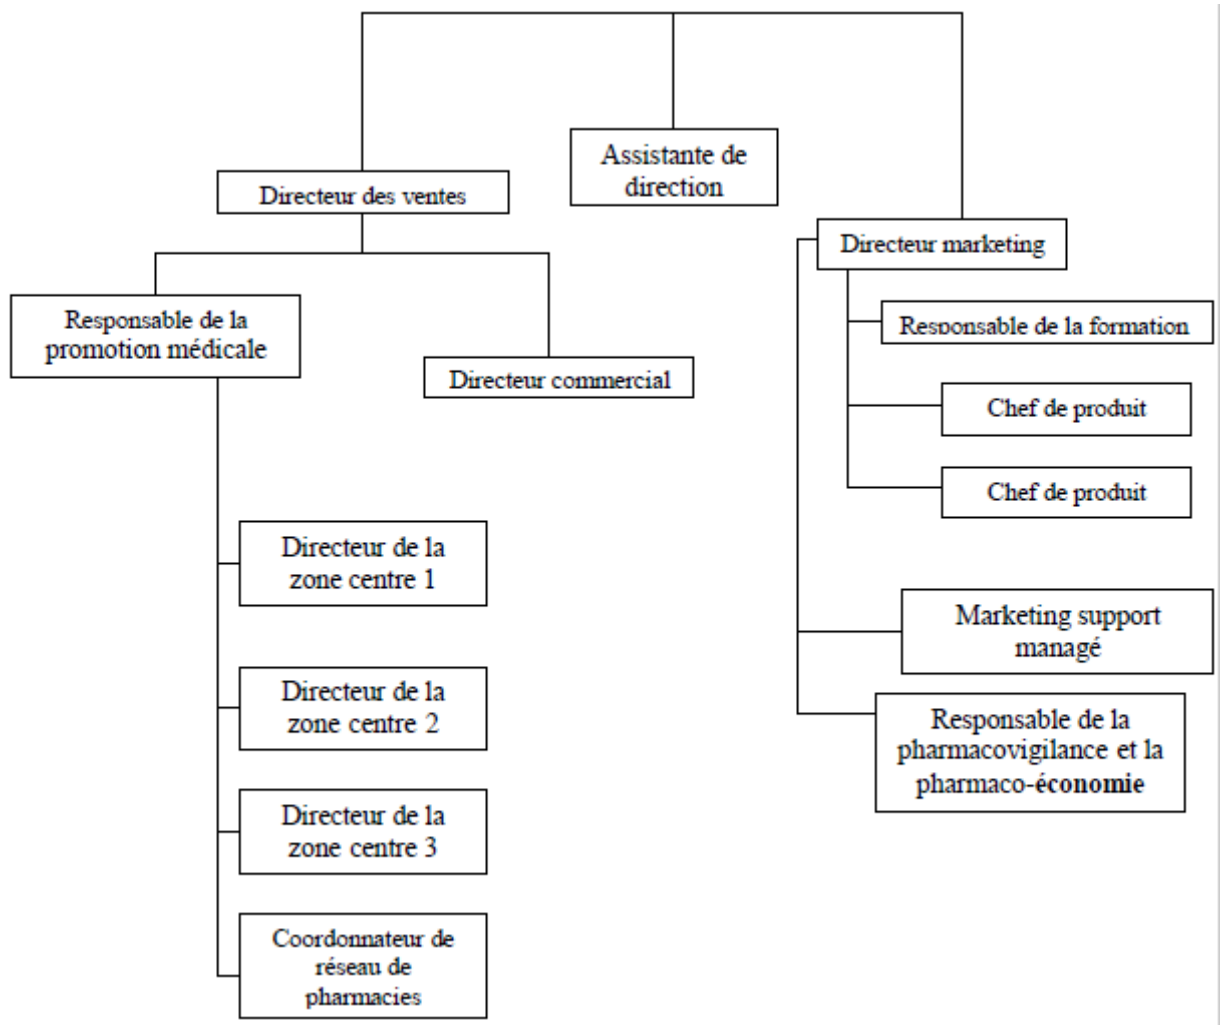 Assistante de
direction
Directeur des ventes
Directeur marketing
Responsable de la
promotion médicale
Responsable de la formation
Directeur commercial
Chef de produit
Chef de produit
Directeur de la
zone centre 1
Marketing support
managé
Directeur de la
zone centre 2
Responsable de la
pharmacovigilance et la
pharmaco-économie
Directeur de la
zone centre 3
Coordonnateur de
réseau de
pharmacies